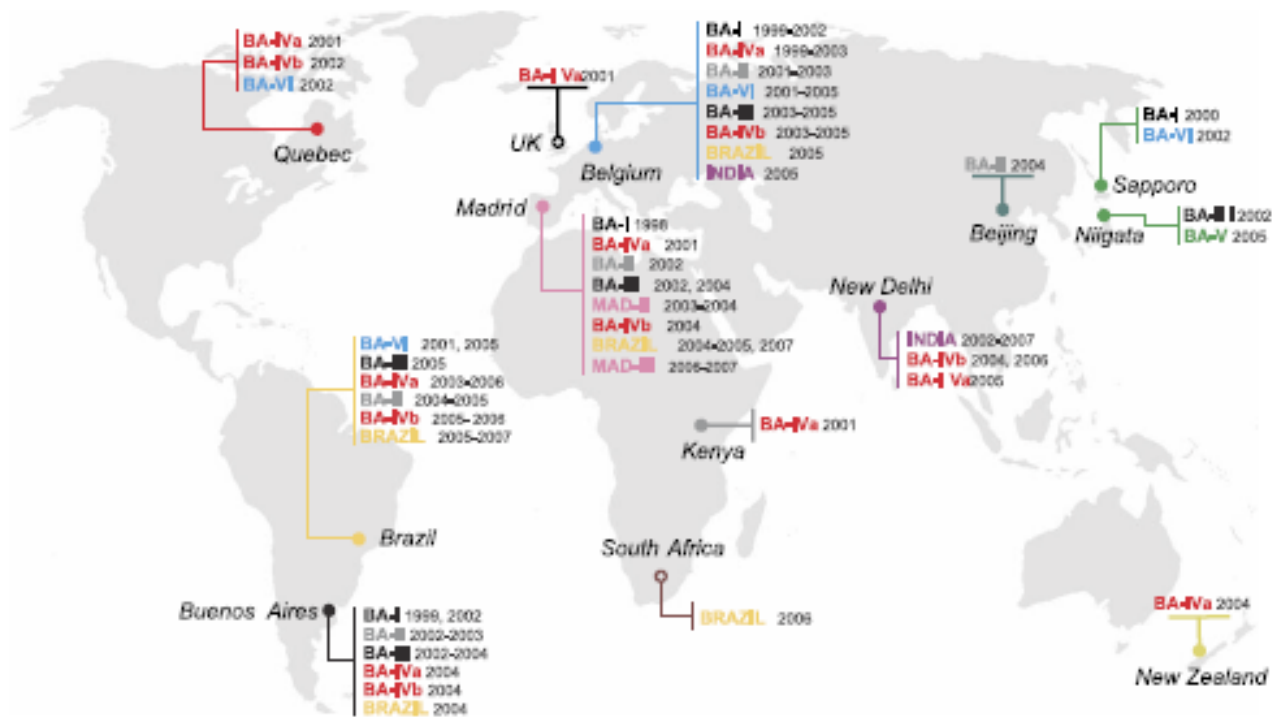 BA-IVa 2001
BA-IVb 2002
BA-VI 2002
Quebec
BA-IVa 2001
UK
BA-I 1999-2002
BA-IVa 1999-2003
BA-II 2001-2003
BA-VI 2001-2005
BA-III 2003-2005
BA-IVb 2003-2005
BRAZIL 2005
INDIA
Belgium
BA-I 2000
BA-VI 2002
Sapporo
BA-II 2004
Beijing
BA-III 2002
BA-V 2005
Niigata
Madrid
BA-I 1998
BA-IVa 2001
BA-II 2002
BA-III 2002, 2004
MAD-II 2003-2004
BA-IVb 2004
BRAZIL 2004-2005, 2007
MAD-III 2006-2007
New Delhi
INDIA 2002-2007
BA-IVb 2004, 2006
BA-IVa 2005
BA-VI 2001, 2005
BA-III 2005
BA-IVa 2003-2006
BA-II 2004-2005
BA-IVb 2005-2006
BRAZIL 2005-2007
Brazil
BA-IVa 2001
Kenya
South Africa
BRAZIL 2006
Buenos Aires
BA-I 1999, 2002
BA-II 2002-2003
BA-III 2002-2004
BA-IVa 2004
BA-IVb 2004
BRAZIL 2004
BA-IVa 2004
New Zealand